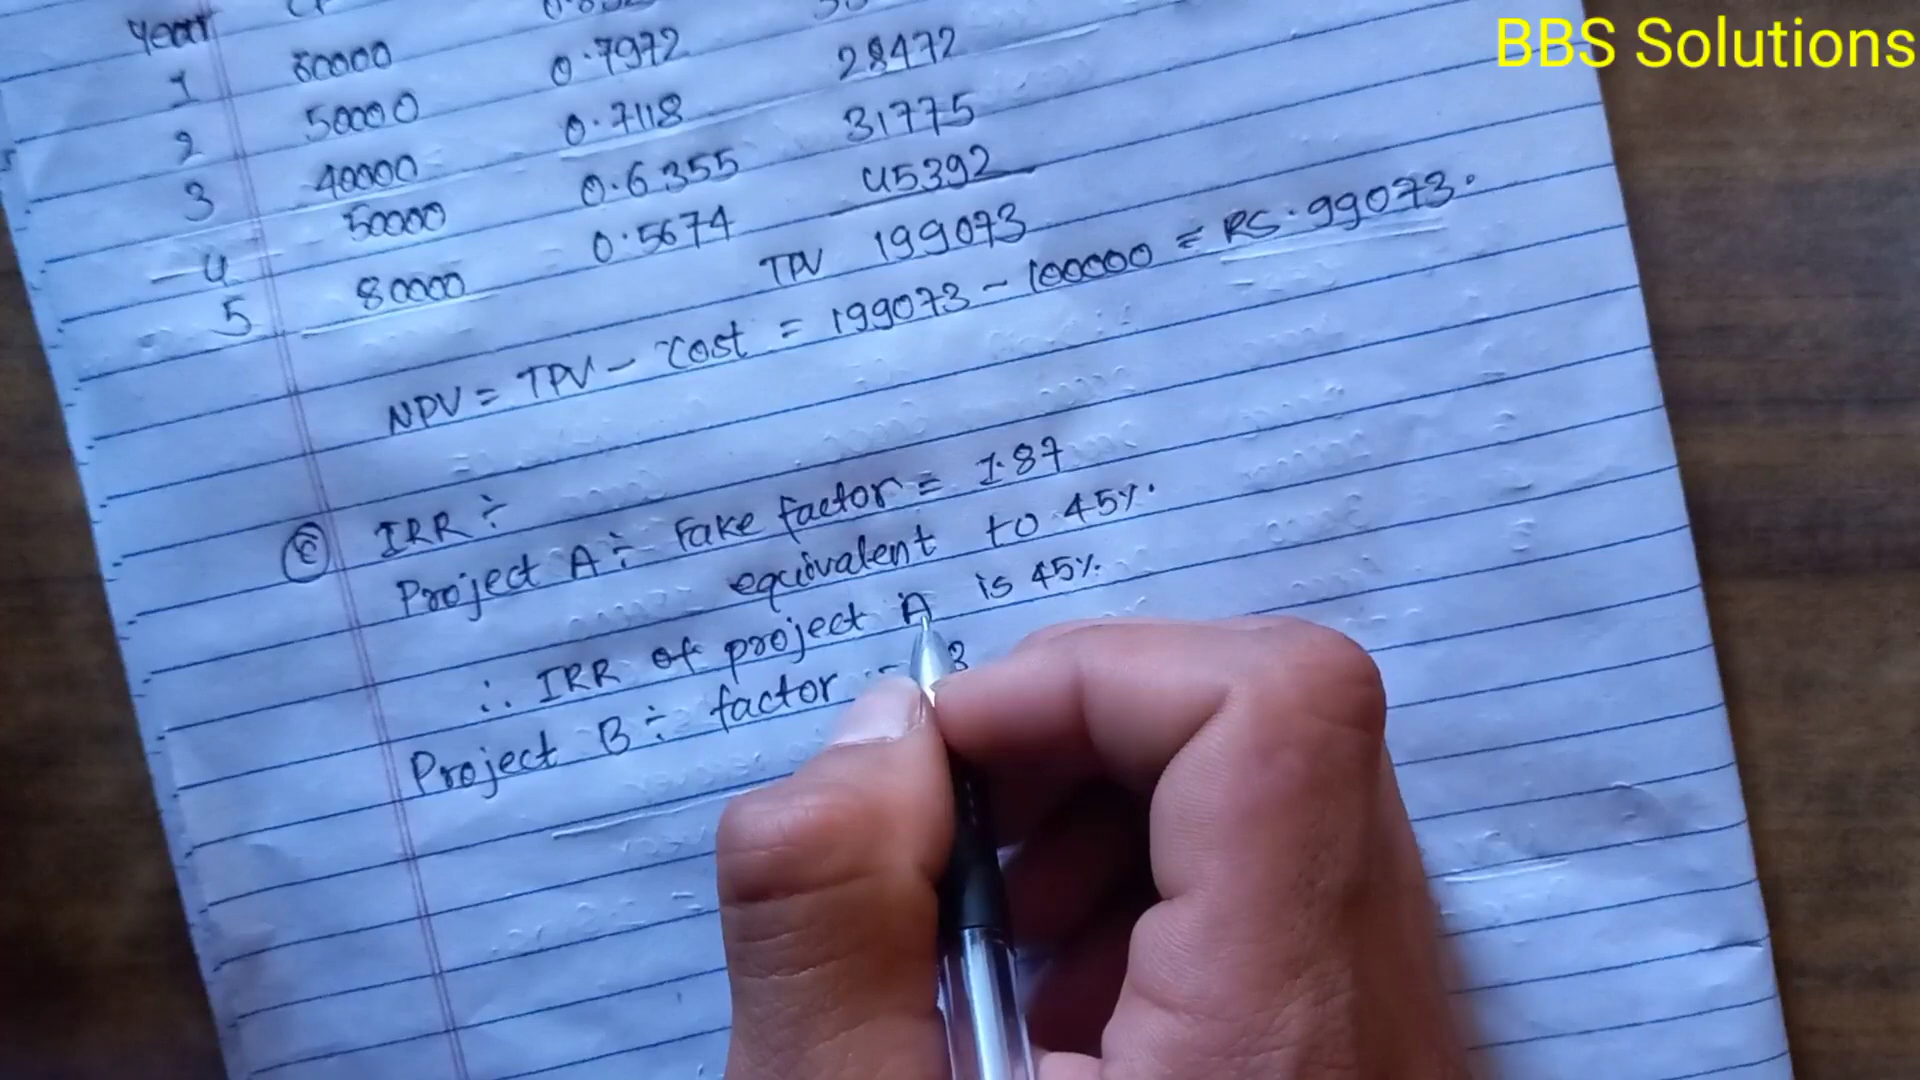 BBS Solutions
Year
1 80000 0.7972 28472
2 50000 0.7118 31775
3 40000 0.6355 45392
4 50000 0.5674 TPV 199073
5 80000
NPV = TPV - Cost = 199073 - 100000 = RS. 99073.
C IRR ÷
Project A ÷ Fake factor = 1.87
equivalent to 45%.
∴ IRR of project A is 45%.
Project B ÷ factor